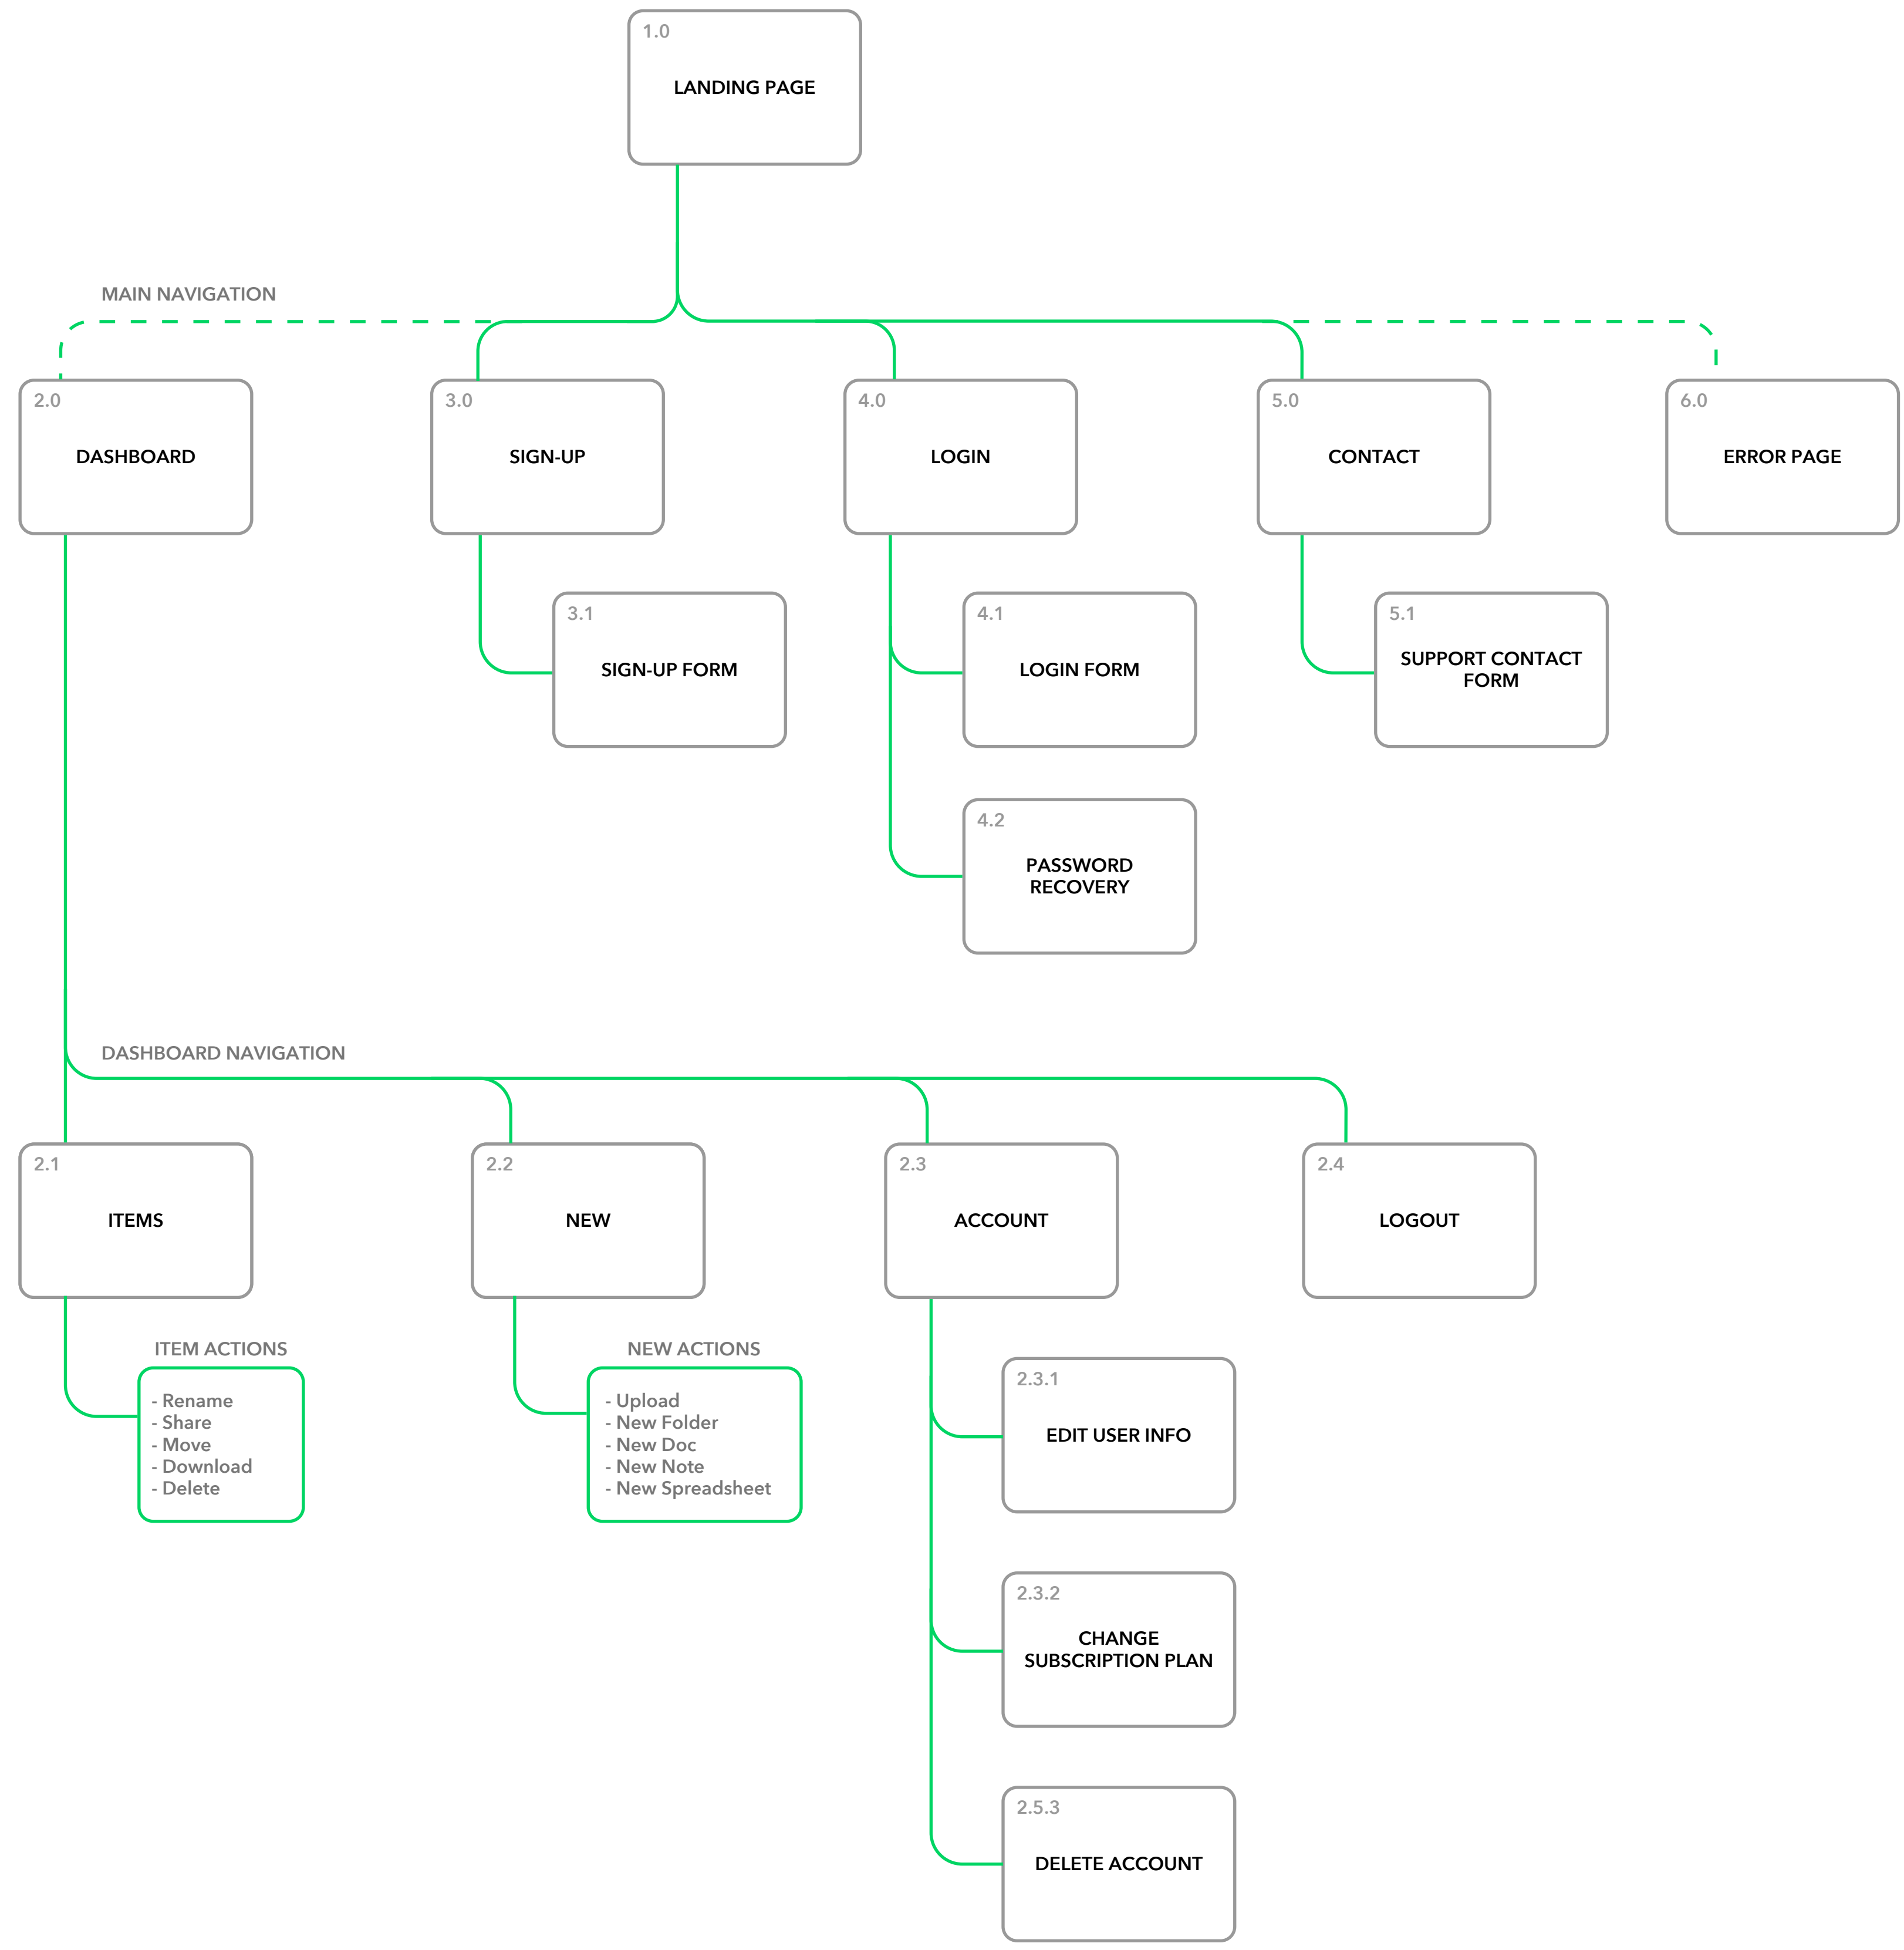 1.0
LANDING PAGE
MAIN NAVIGATION
2.0
DASHBOARD
3.0
SIGN-UP
4.0
LOGIN
5.0
CONTACT
6.0
ERROR PAGE
3.1
SIGN-UP FORM
4.1
LOGIN FORM
5.1
SUPPORT CONTACT
FORM
4.2
PASSWORD
RECOVERY
DASHBOARD NAVIGATION
2.1
ITEMS
2.2
NEW
2.3
ACCOUNT
2.4
LOGOUT
ITEM ACTIONS
- Rename
- Share
- Move
- Download
- Delete
NEW ACTIONS
- Upload
- New Folder
- New Doc
- New Note
- New Spreadsheet
2.3.1
EDIT USER INFO
2.3.2
CHANGE
SUBSCRIPTION PLAN
2.5.3
DELETE ACCOUNT